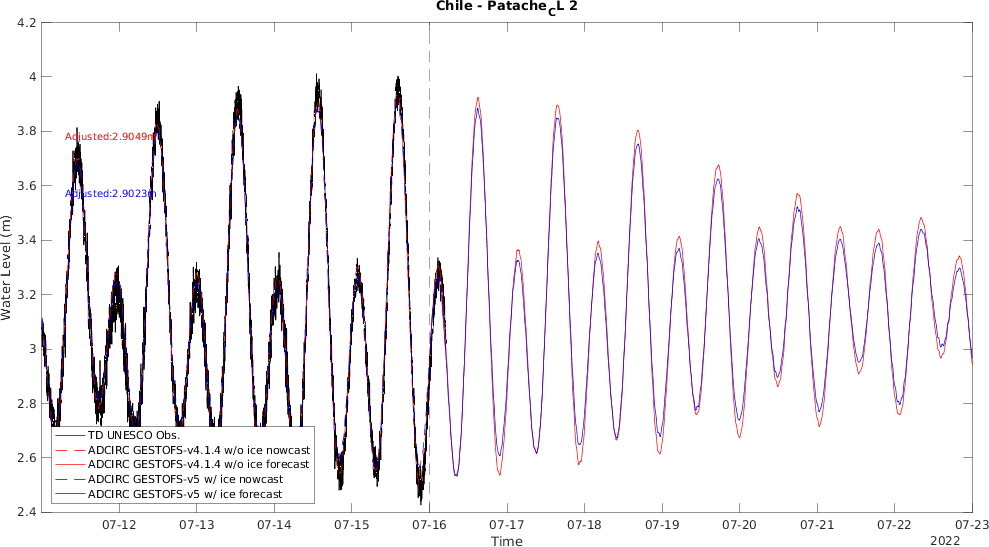 Chile - Patache_CL 2
4.2
4
3.8
3.6
3.4
3.2
3
2.8
2.6
2.4
Water Level (m)
Adjusted:2.9049m
Adjusted:2.9023m
TD UNESCO Obs.
ADCIRC GESTOFS-v4.1.4 w/o ice nowcast
ADCIRC GESTOFS-v4.1.4 w/o ice forecast
ADCIRC GESTOFS-v5 w/ ice nowcast
ADCIRC GESTOFS-v5 w/ ice forecast
07-12 07-13 07-14 07-15 07-16 07-17 07-18 07-19 07-20 07-21 07-22 07-23
Time
2022